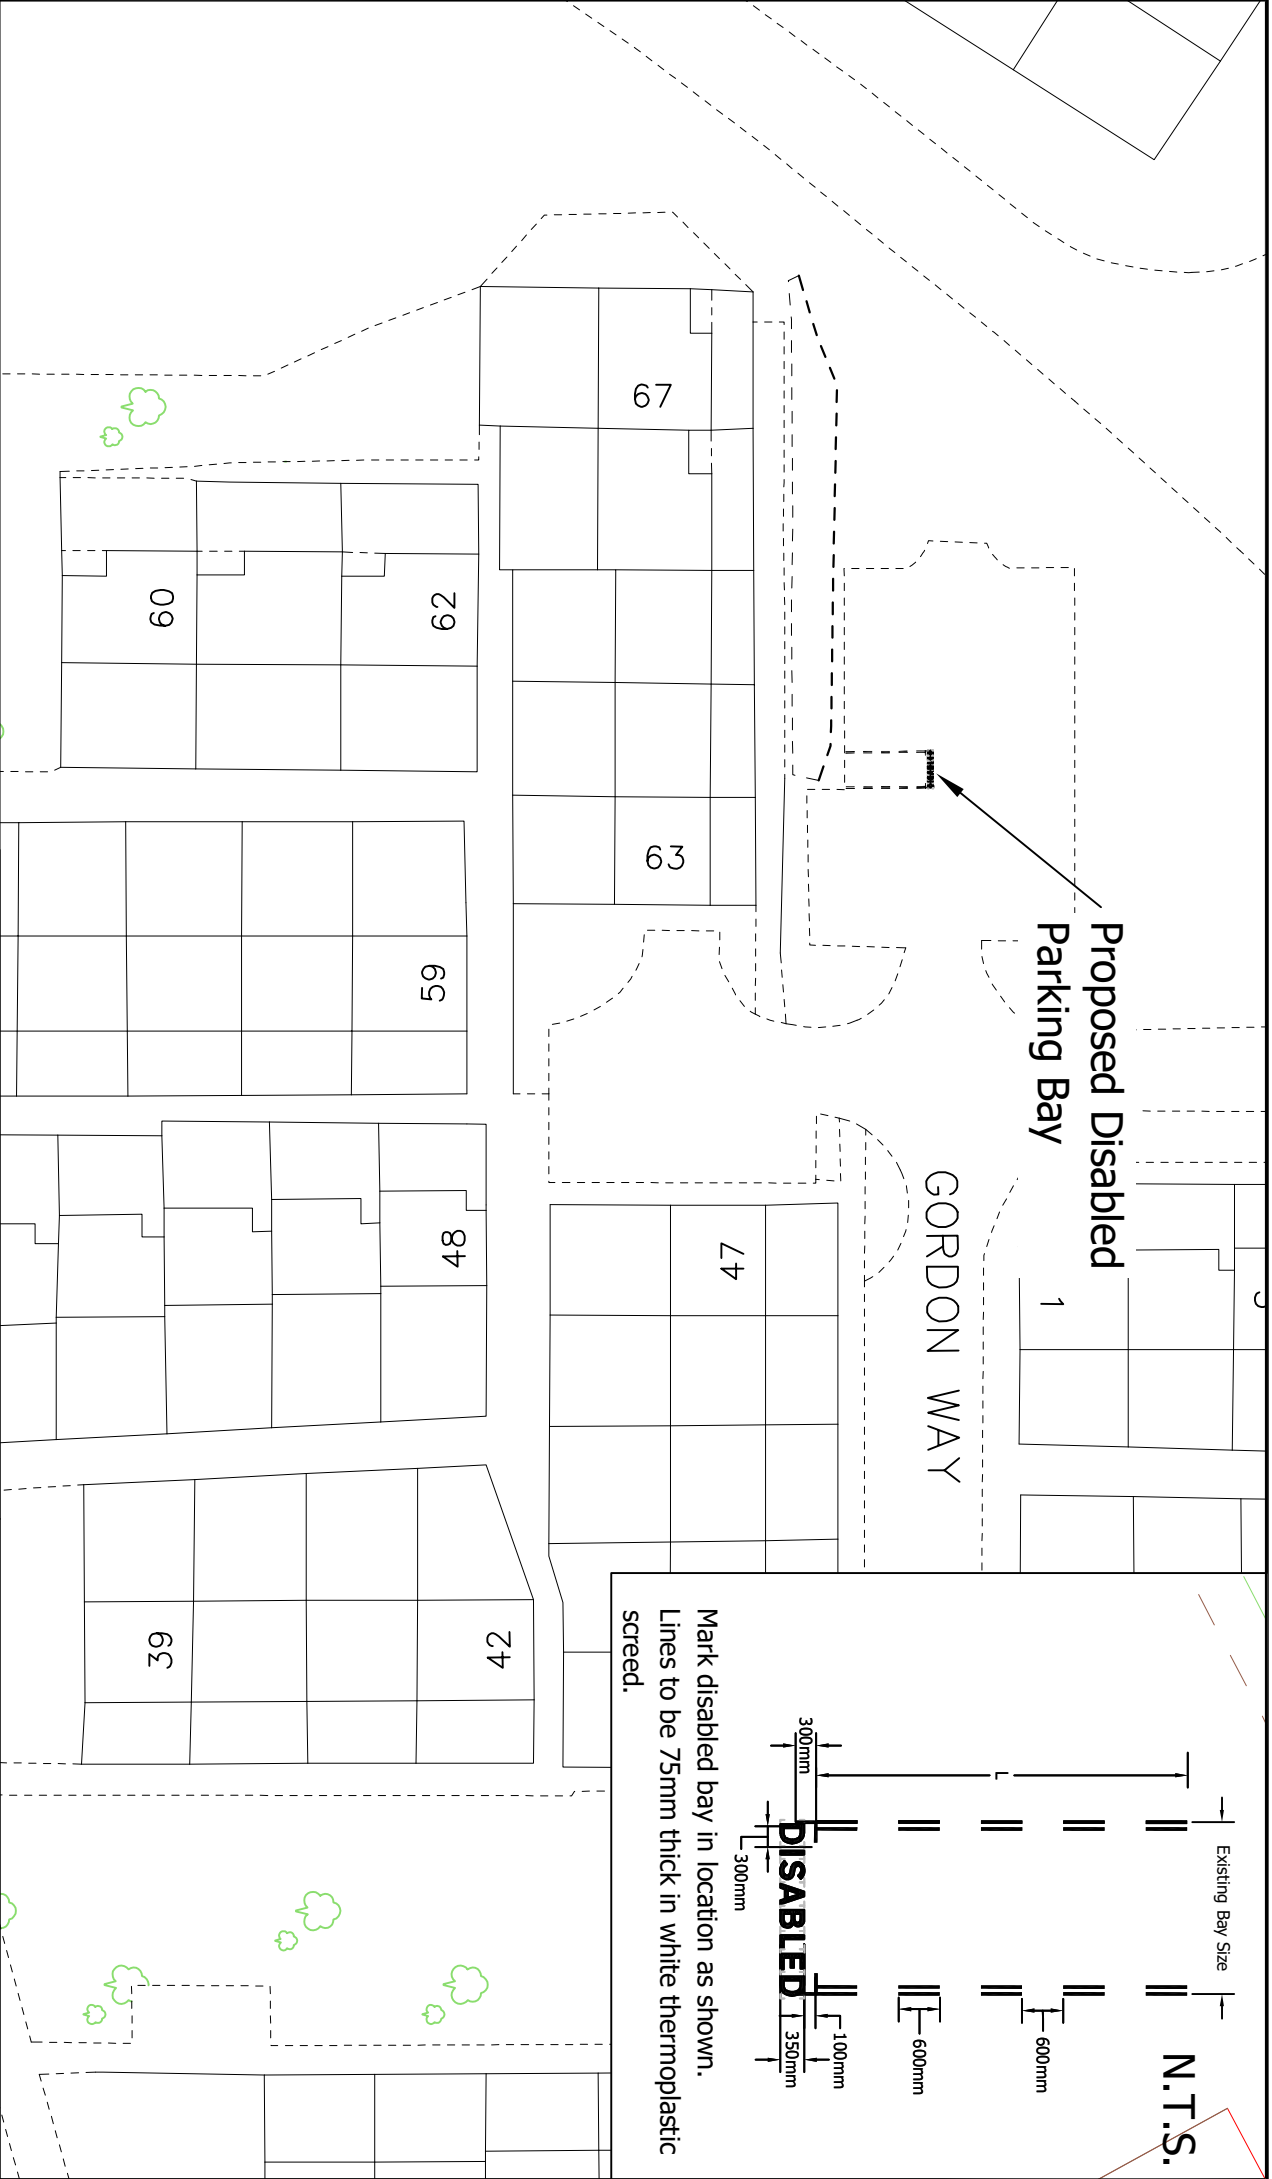 Proposed Disabled
Parking Bay
GORDON WAY
1
67
63
62
60
59
47
48
42
39
N.T.S.
Existing Bay Size
L
600mm
600mm
300mm
100mm
DISABLED
350mm
300mm
Mark disabled bay in location as shown.
Lines to be 75mm thick in white thermoplastic
screed.